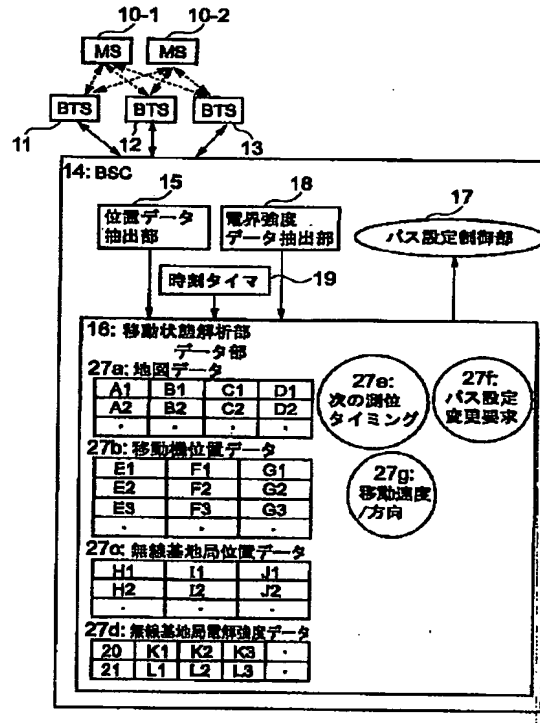 10-1 10-2
MS MS
BTS BTS BTS
11 12 13
14: BSC
15 18 17
位置データ
抽出部
電界強度
データ抽出部
パス設定制御部
時刻タイマ 19
16: 移動状態解析部
データ部
27a: 地図データ
A1 B1 C1 D1
A2 B2 C2 D2
・ ・ ・ ・
27e:
次の測位
タイミング
27f:
パス設定
変更要求
27b: 移動機位置データ
E1 F1 G1
E2 F2 G2
E3 F3 G3
・ ・ ・
27g:
移動速度
/方向
27c: 無線基地局位置データ
H1 I1 J1
H2 I2 J2
・ ・ ・
27d: 無線基地局電解強度データ
20 K1 K2 K3 ・
21 L1 L2 L3 ・